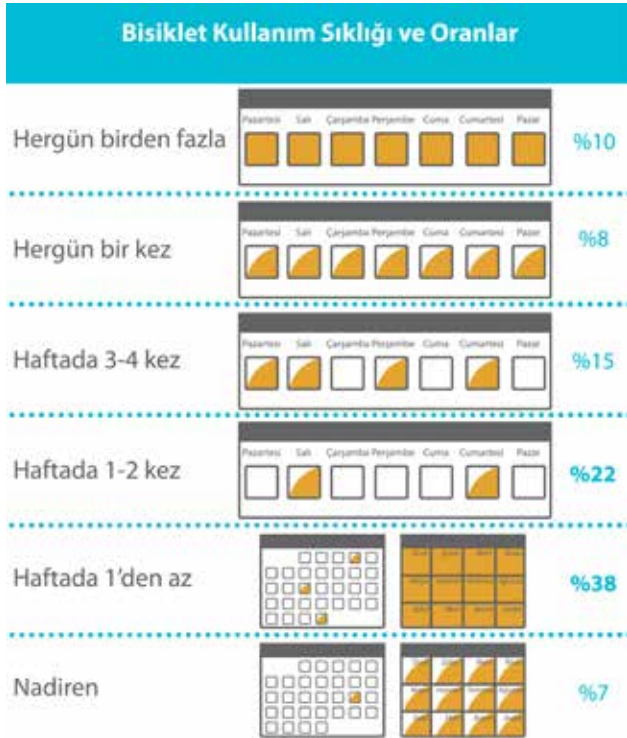 Bisiklet Kullanım Sıklığı ve Oranlar
Pazartesi Salı Çarşamba Perşembe Cuma Cumartesi Pazar
Hergün birden fazla %10
Pazartesi Salı Çarşamba Perşembe Cuma Cumartesi Pazar
Hergün bir kez %8
Pazartesi Salı Çarşamba Perşembe Cuma Cumartesi Pazar
Haftada 3-4 kez %15
Pazartesi Salı Çarşamba Perşembe Cuma Cumartesi Pazar
Haftada 1-2 kez %22
Haftada 1'den az %38
Nadiren %7